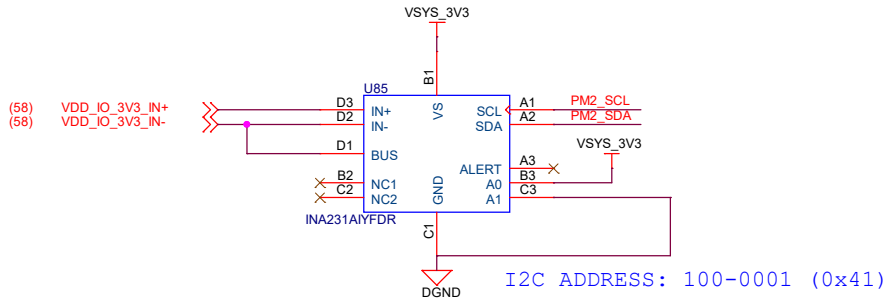 VSYS_3V3
B1
U85
(58) VDD_IO_3V3_IN+ D3 IN+ VS SCL A1 PM2_SCL
(58) VDD_IO_3V3_IN- D2 IN- SDA A2 PM2_SDA
VSYS_3V3
D1 BUS
ALERT A3
B2 NC1 A0 B3
C2 NC2 GND A1 C3
INA231AIYFDR
C1
I2C ADDRESS: 100-0001 (0x41)
DGND